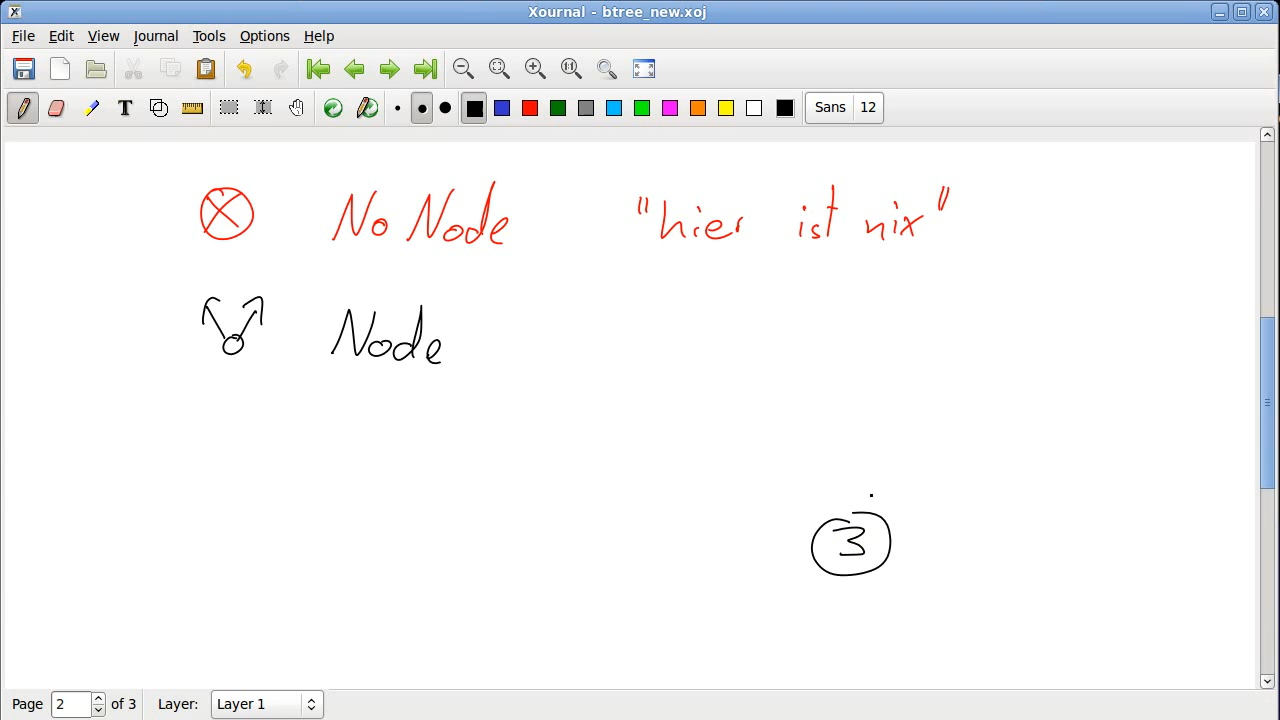 Xournal - btree_new.xoj
File Edit View Journal Tools Options Help
T Sans 12
No Node "hier ist nix"
Node
3
Page 2 of 3 Layer: Layer 1